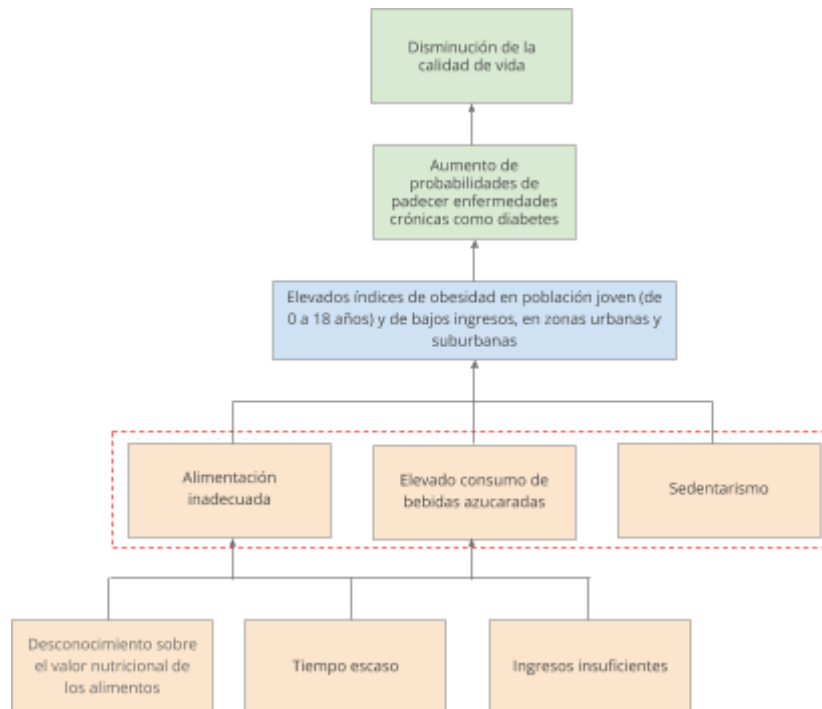 Disminución de la
calidad de vida
Aumento de
probabilidades de
padecer enfermedades
crónicas como diabetes
Elevados índices de obesidad en población joven (de
0 a 18 años) y de bajos ingresos, en zonas urbanas y
suburbanas
Alimentación
inadecuada
Elevado consumo de
bebidas azucaradas
Sedentarismo
Desconocimiento sobre
el valor nutricional de
los alimentos
Tiempo escaso
Ingresos insuficientes